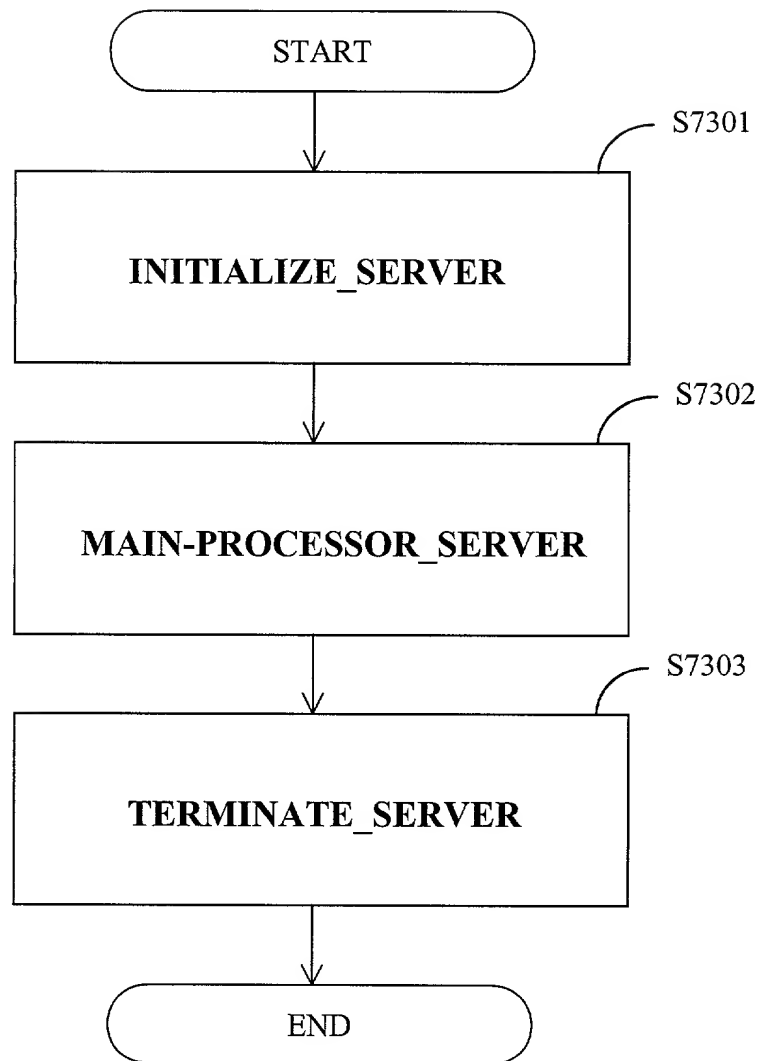 START
S7301
INITIALIZE_SERVER
S7302
MAIN-PROCESSOR_SERVER
S7303
TERMINATE_SERVER
END